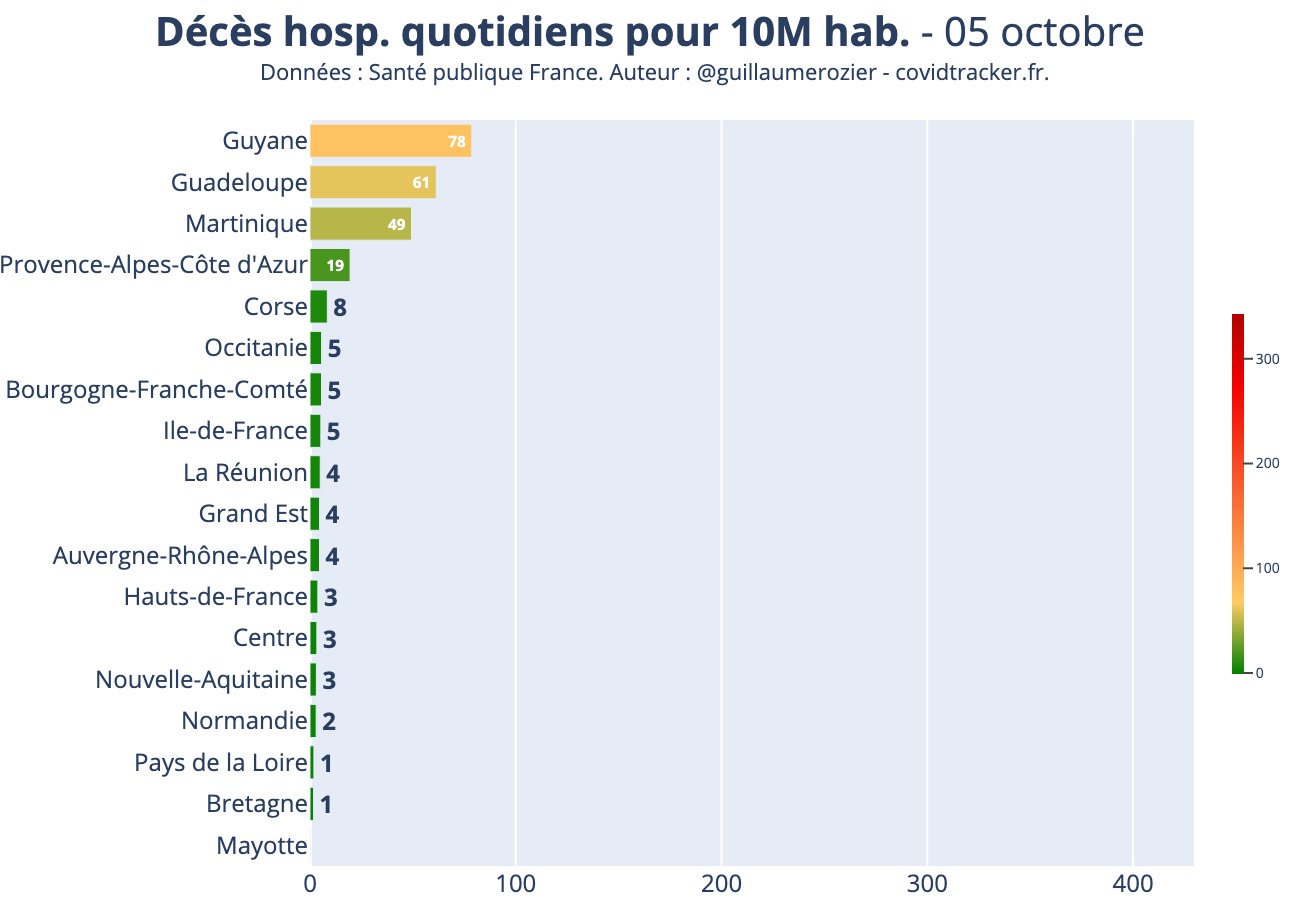 Décès hosp. quotidiens pour 10M hab. - 05 octobre
Données : Santé publique France. Auteur : @guillaumerozier - covidtracker.fr.
Guyane 78
Guadeloupe 61
Martinique 49
Provence-Alpes-Côte d'Azur 19
Corse 8
Occitanie 5
Bourgogne-Franche-Comté 5
Ile-de-France 5
La Réunion 4
Grand Est 4
Auvergne-Rhône-Alpes 4
Hauts-de-France 3
Centre 3
Nouvelle-Aquitaine 3
Normandie 2
Pays de la Loire 1
Bretagne 1
Mayotte
0 100 200 300 400
300
200
100
0